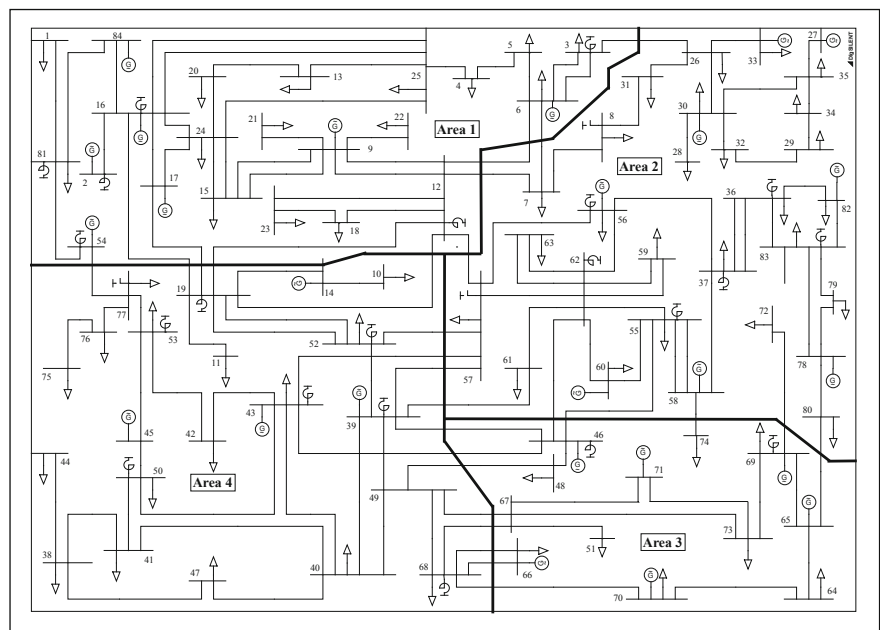 1 84 5 3 27
G G G
20 13 25 4 26 33 DIgSILENT 35
16 G 21 22 6 G 31 8 30 34
24 9 Area 1 G
81 G 28 32 29
2 17 15 12 Area 2 36 G
G 7 G 82
54 G 23 18 56
63 59 83
10 62 37
19 G 14 79
77 72
76 53 52 55
11 61 78
75 57 60 G G G
43 G 58 80
39
45 G 42 G 46 74
44 50 48 G 71 69
Area 4 49 67 G G
73 65
41 51 Area 3
38 47 40 68 66 G
70 G 64